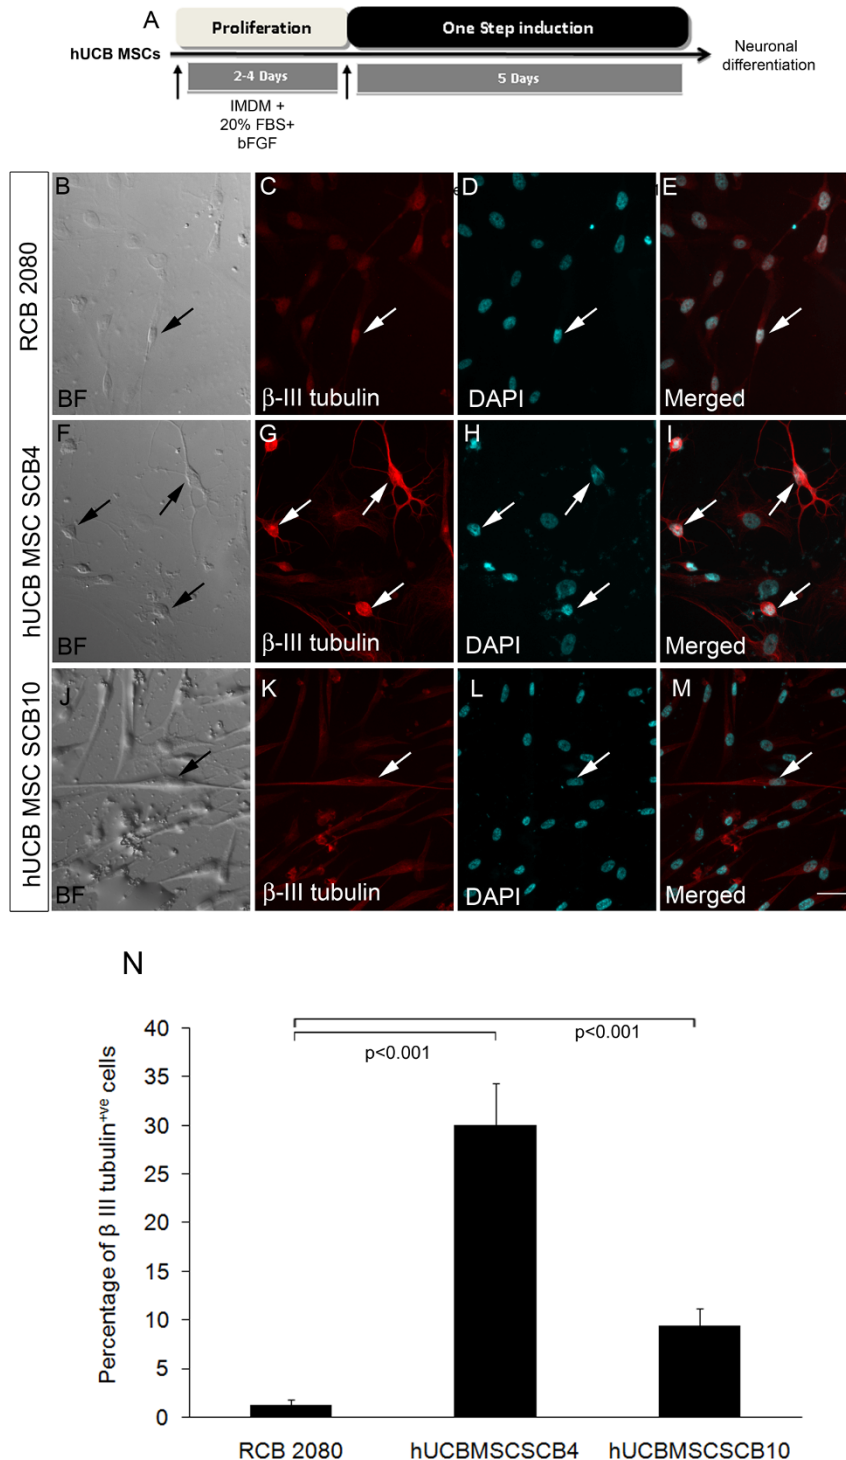 A
Proliferation
One Step induction
hUCB MSCs
Neuronal
differentiation
2-4 Days
5 Days
IMDM +
20% FBS+
bFGF
RCB 2080
B
C
D
E
BF
β-III tubulin
DAPI
Merged
hUCB MSC SCB4
F
G
H
I
BF
β-III tubulin
DAPI
Merged
hUCB MSC SCB10
J
K
L
M
BF
β-III tubulin
DAPI
Merged
N
Percentage of β III tubulin+ve cells
40
35
30
25
20
15
10
5
0
p<0.001
p<0.001
RCB 2080
hUCBMSCSCB4
hUCBMSCSCB10